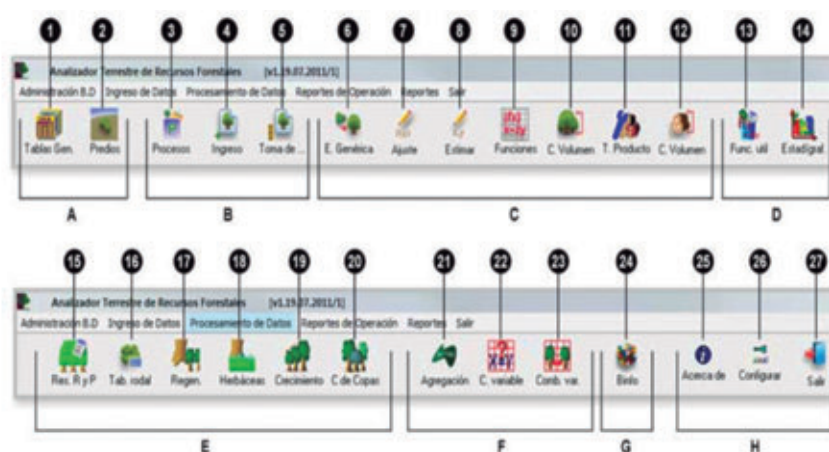 1 2 3 4 5 6 7 8 9 10 11 12 13 14
Analizador Terrestre de Recursos Forestales [v1.19.07.2011/1]
Administración B.D Ingreso de Datos Procesamiento de Datos Reportes de Operación Reportes Salir
Tablas Gen. Predios Procesos Ingreso Toma de ... E. Genérica Ajuste Estimar Funciones C. Volumen T. Producto C. Volumen Func. util Estadígraf.
A B C D
15 16 17 18 19 20 21 22 23 24 25 26 27
Analizador Terrestre de Recursos Forestales [v1.19.07.2011/1]
Administración B.D Ingreso de Datos Procesamiento de Datos Reportes de Operación Reportes Salir
Res. R y P Tab. rodal Regen. Herbáceas Crecimiento C de Copas Agregación C. variable Comb. var. Binfo Acerca de Configurar Salir
E F G H